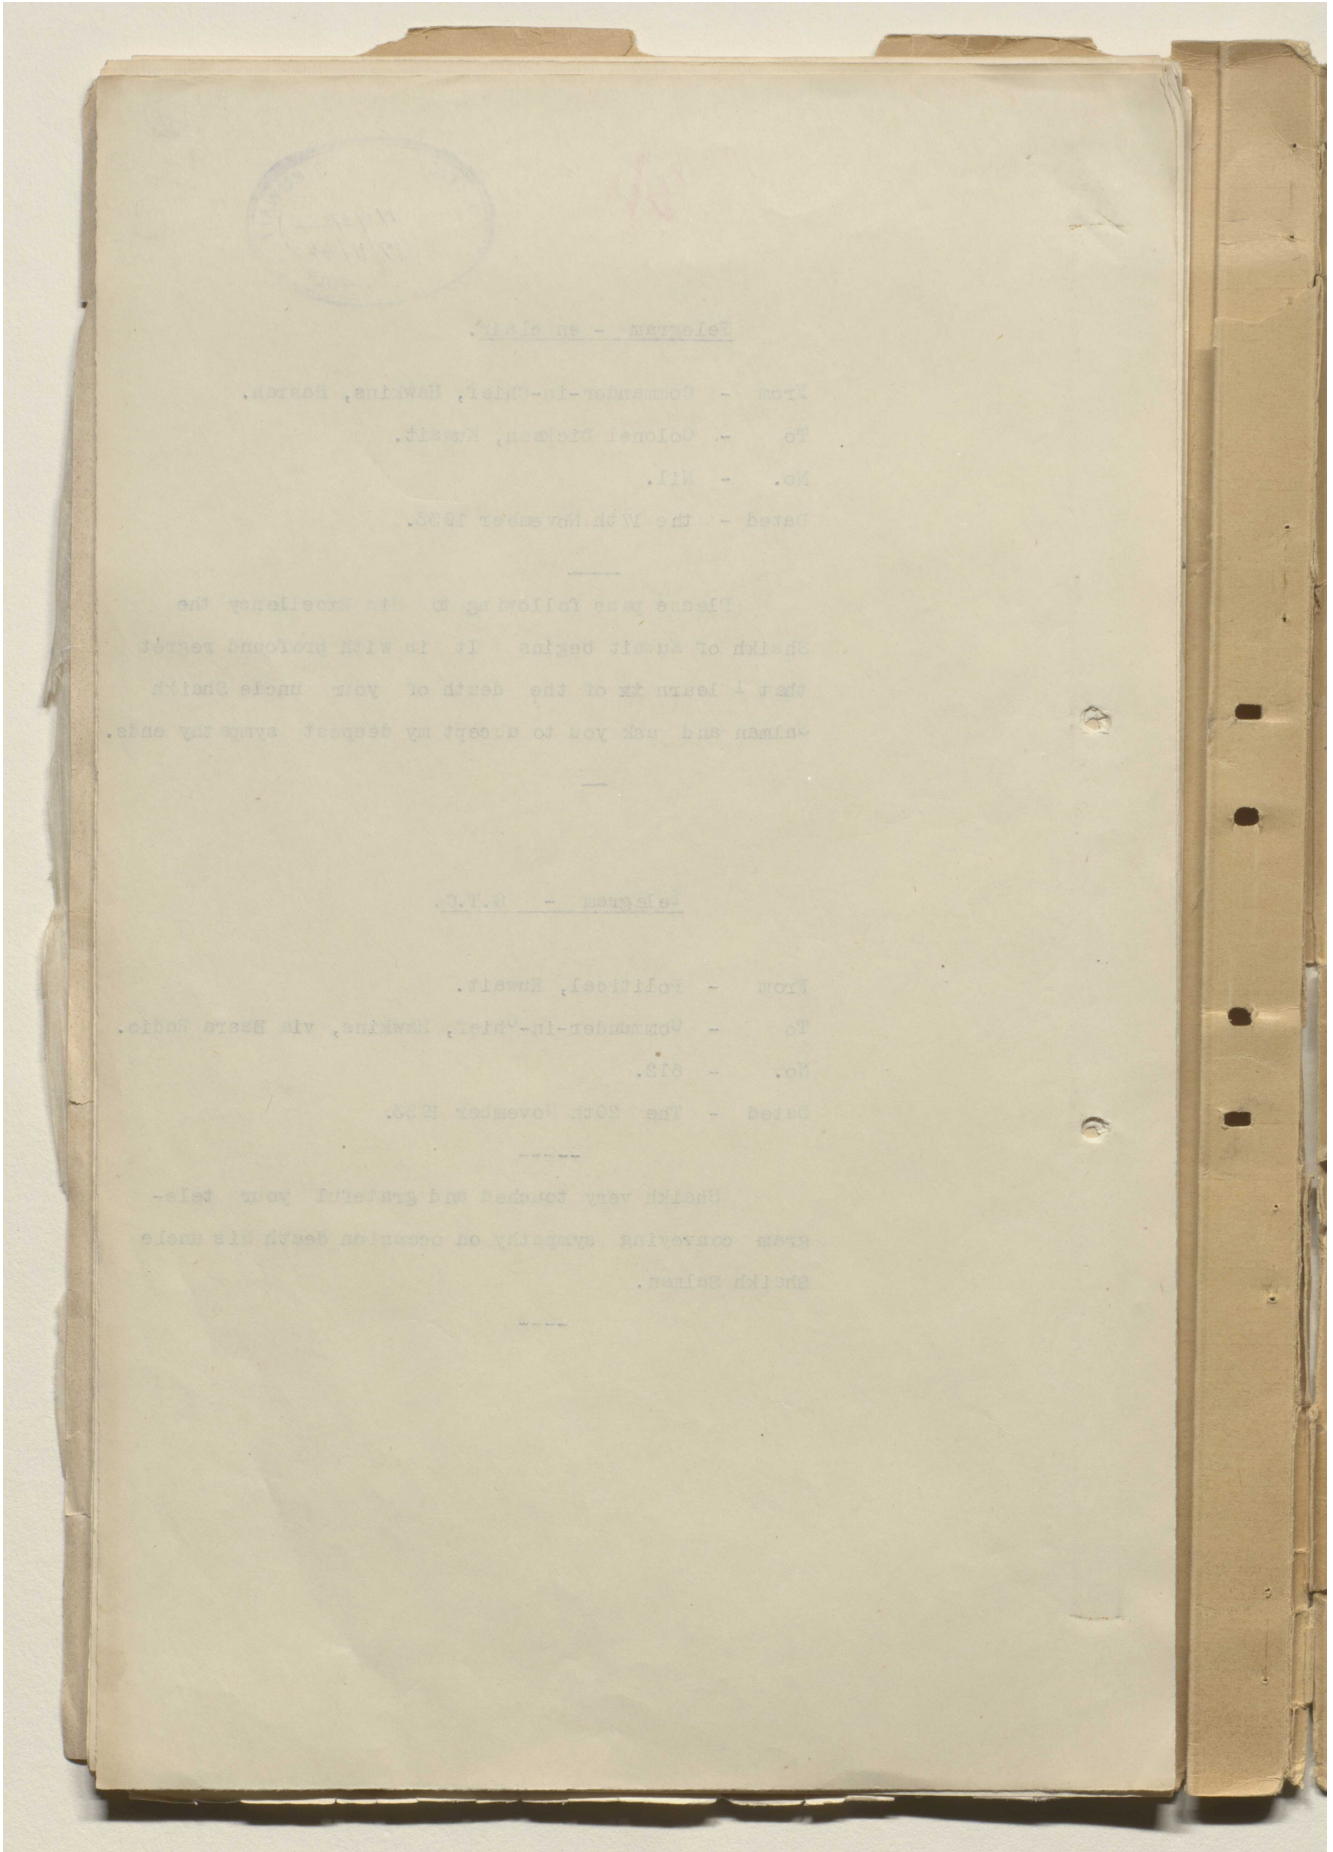 Telegram - en clair.
From - Commander-in-Chief, Hawkins, Basrah.
To - Colonel Dickson, Kuwait.
No. - Nil.
Dated - the 17th November 1932.
Please pass following to His Excellency the
Shaikh of Kuwait begins It is with profound regret
that I learn of the death of your uncle Shaikh
Salman and ask you to accept my deepest sympathy ends.
Telegram - G.T.C.
From - Political, Kuwait.
To - Commander-in-Chief, Hawkins, via Basra Radio.
No. - 612.
Dated - The 20th November 1932.
-----
Shaikh very touched and grateful your tele-
gram conveying sympathy on occasion death his uncle
Shaikh Salman.
----